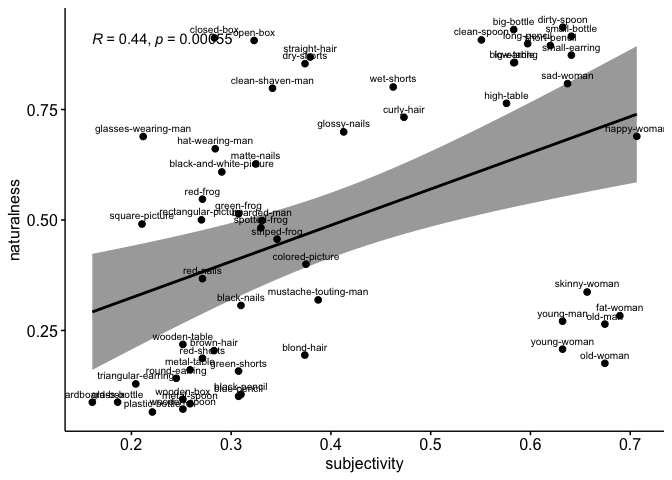 R = 0.44, p = 0.00055
closed-box
open-box
straight-hair
dry-shorts
clean-shaven-man
wet-shorts
curly-hair
glossy-nails
clean-spoon
big-bottle
dirty-spoon
small-bottle
long-pencil
short-pencil
small-earring
low-table
sad-woman
high-table
happy-woman
glasses-wearing-man
hat-wearing-man
matte-nails
black-and-white-picture
red-frog
green-frog
rectangular-picture
square-picture
spotted-frog
striped-frog
colored-picture
red-nails
mustache-touting-man
black-nails
skinny-woman
fat-woman
young-man
old-man
young-woman
old-woman
wooden-table
brown-hair
red-shorts
blond-hair
metal-table
green-shorts
round-earring
triangular-earring
black-pencil
blue-pencil
wooden-box
metal-spoon
plastic-bottle
0.75
0.50
0.25
naturalness
0.2 0.3 0.4 0.5 0.6 0.7
subjectivity